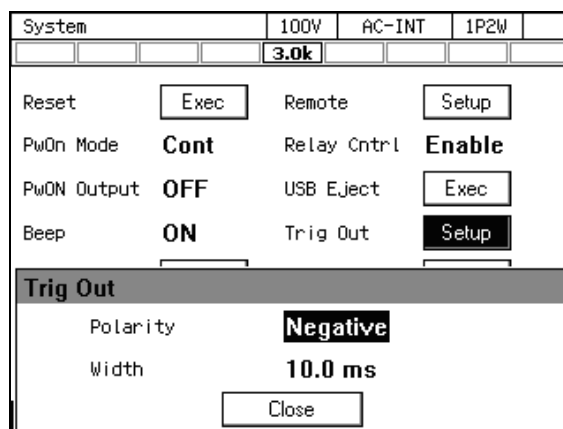 System 100V AC-INT 1P2W
3.0k
Reset Exec Remote Setup
PwOn Mode Cont Relay Cntrl Enable
PwON Output OFF USB Eject Exec
Beep ON Trig Out Setup
Trig Out
Polarity Negative
Width 10.0 ms
Close